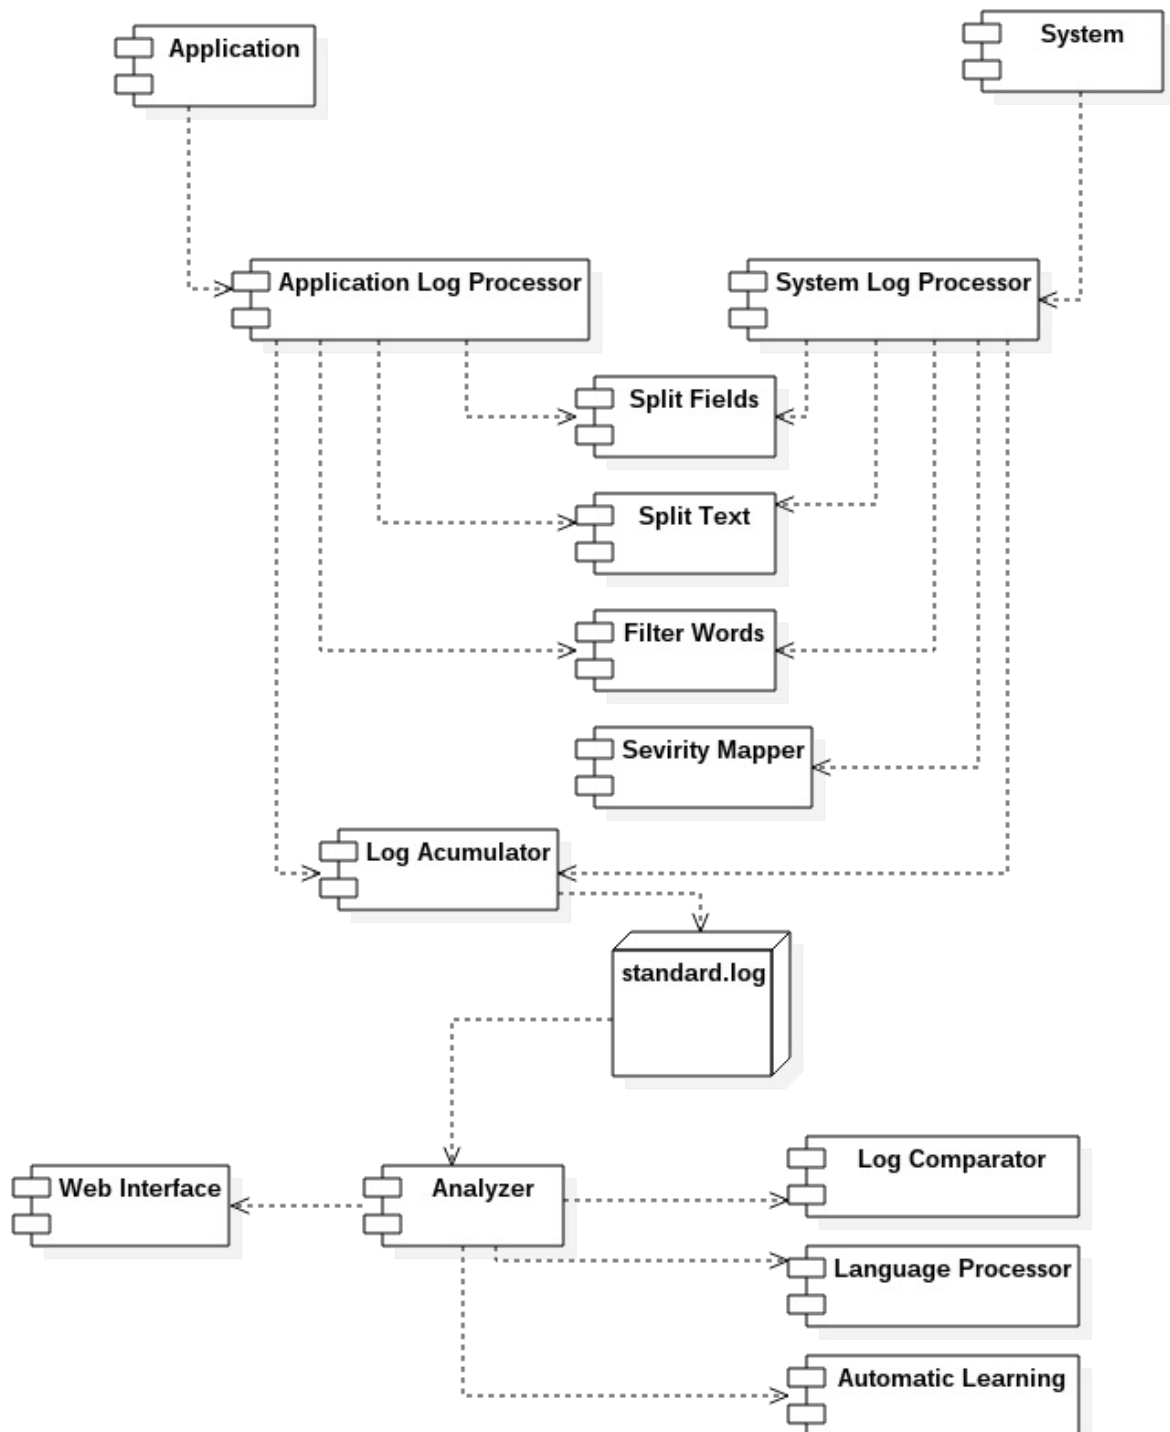 Application
System
Application Log Processor
System Log Processor
Split Fields
Split Text
Filter Words
Sevirity Mapper
Log Acumulator
standard.log
Log Comparator
Web Interface
Analyzer
Language Processor
Automatic Learning